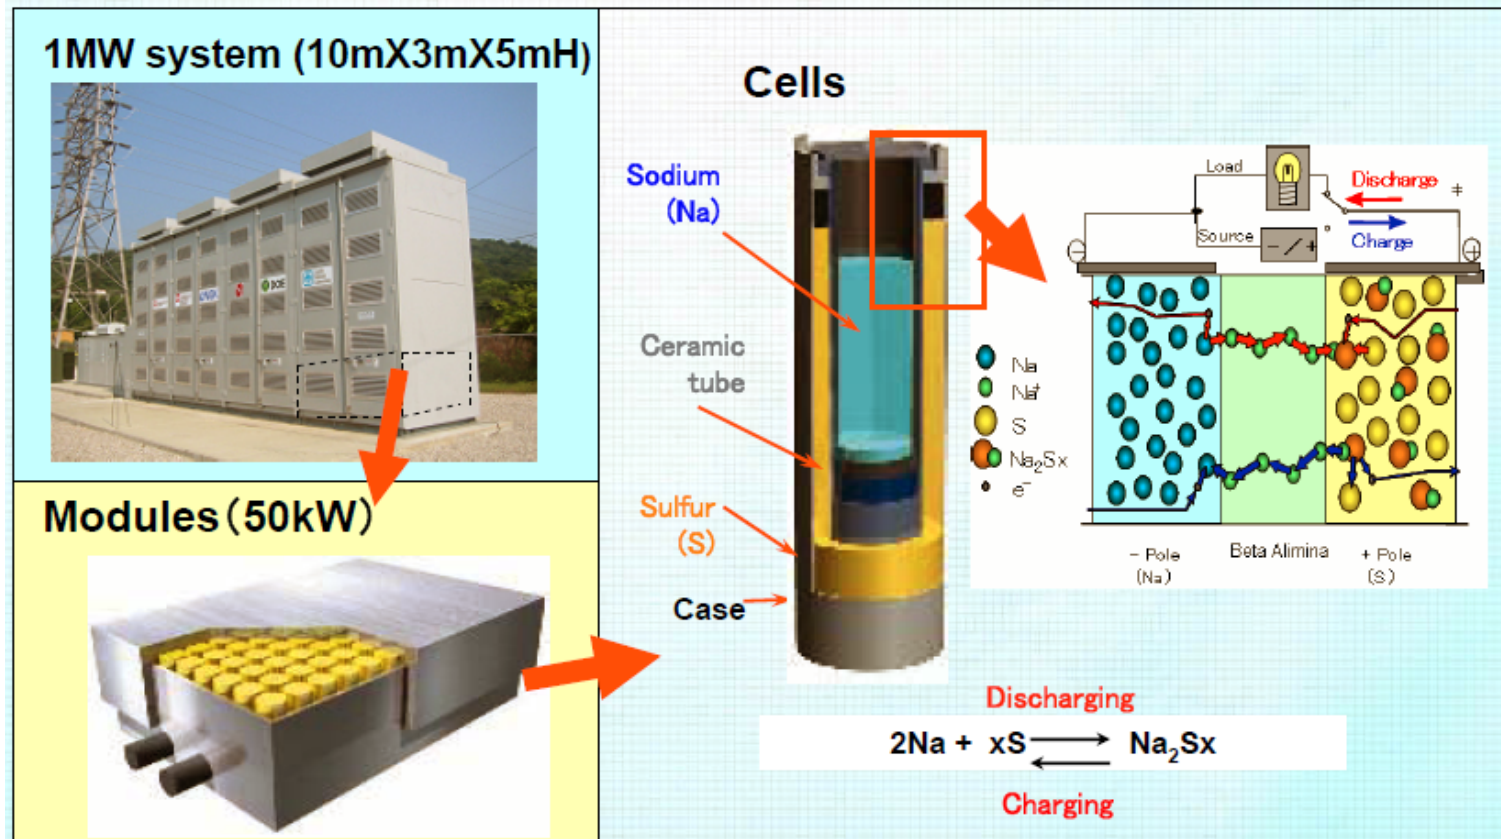 1MW system (10mX3mX5mH)
Modules(50kW)
Cells
Sodium
(Na)
Ceramic
tube
Sulfur
(S)
Case
Load
Source
- / +
Discharge
Charge
+
-
+
Na
Na⁺
S
Na₂Sx
e⁻
- Pole
(Na)
Beta Alimina
+ Pole
(S)
Discharging
2Na + xS ⇄ Na₂Sx
Charging